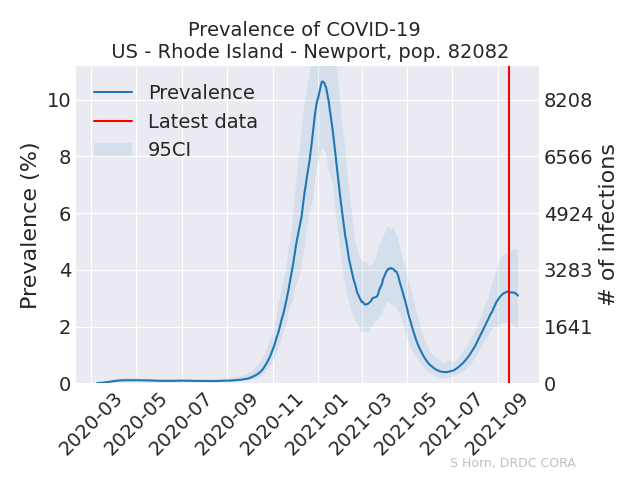 Prevalence of COVID-19
US - Rhode Island - Newport, pop. 82082
Prevalence
Latest data
95CI
Prevalence (%)
10
8
6
4
2
0
8208
6566
4924
3283
1641
0
# of infections
2020-03
2020-05
2020-07
2020-09
2020-11
2021-01
2021-03
2021-05
2021-07
2021-09
S Horn, DRDC CORA